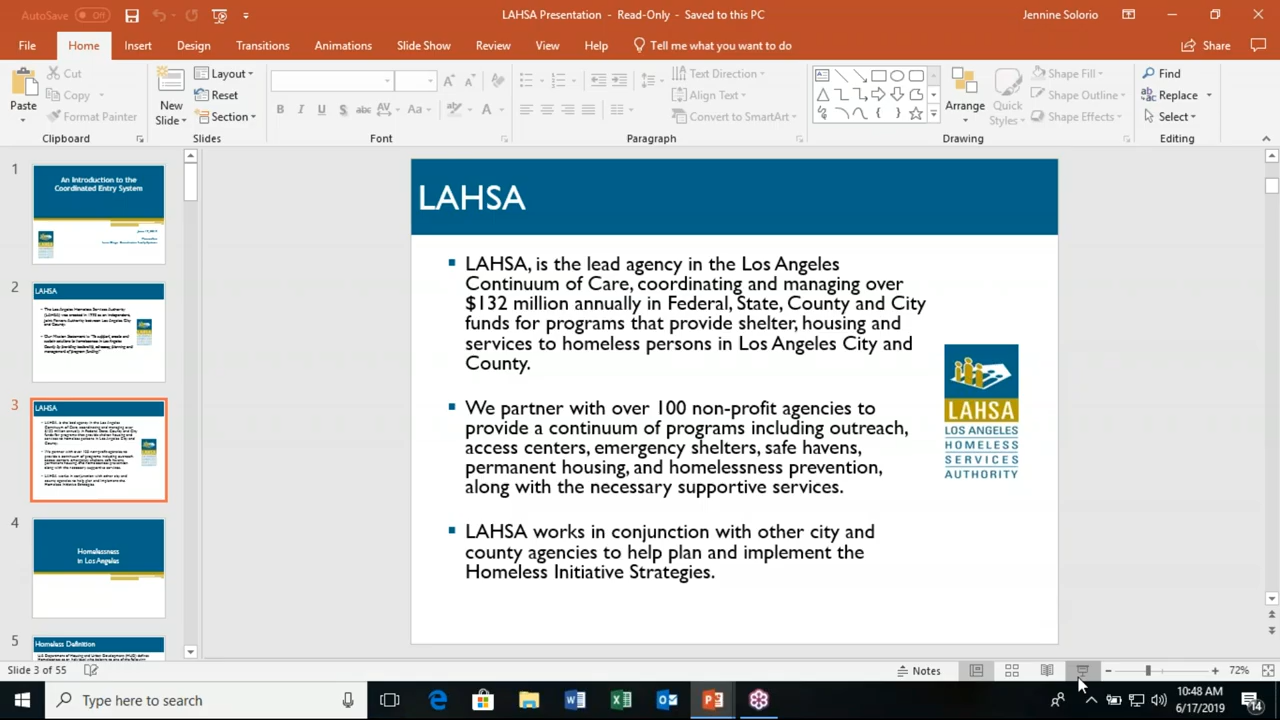 AutoSave
Off
LAHSA Presentation - Read-Only - Saved to this PC
Jennine Solorio
File
Home
Insert
Design
Transitions
Animations
Slide Show
Review
View
Help
Tell me what you want to do
Share
Paste
Cut
Copy
Format Painter
Clipboard
New
Slide
Layout
Reset
Section
Slides
Font
Text Direction
Align Text
Convert to SmartArt
Paragraph
Arrange
Quick
Styles
Shape Fill
Shape Outline
Shape Effects
Drawing
Find
Replace
Select
Editing
1
An Introduction to the
Coordinated Entry System
2
LAHSA
3
LAHSA
4
Homelessness
in Los Angeles
5
Homeless Definition
LAHSA
LAHSA, is the lead agency in the Los Angeles
Continuum of Care, coordinating and managing over
$132 million annually in Federal, State, County and City
funds for programs that provide shelter, housing and
services to homeless persons in Los Angeles City and
County.
We partner with over 100 non-profit agencies to
provide a continuum of programs including outreach,
access centers, emergency shelters, safe havens,
permanent housing, and homelessness prevention,
along with the necessary supportive services.
LAHSA works in conjunction with other city and
county agencies to help plan and implement the
Homeless Initiative Strategies.
LAHSA
LOS ANGELES
HOMELESS
SERVICES
AUTHORITY
Slide 3 of 55
Notes
72%
Type here to search
10:48 AM
6/17/2019
14